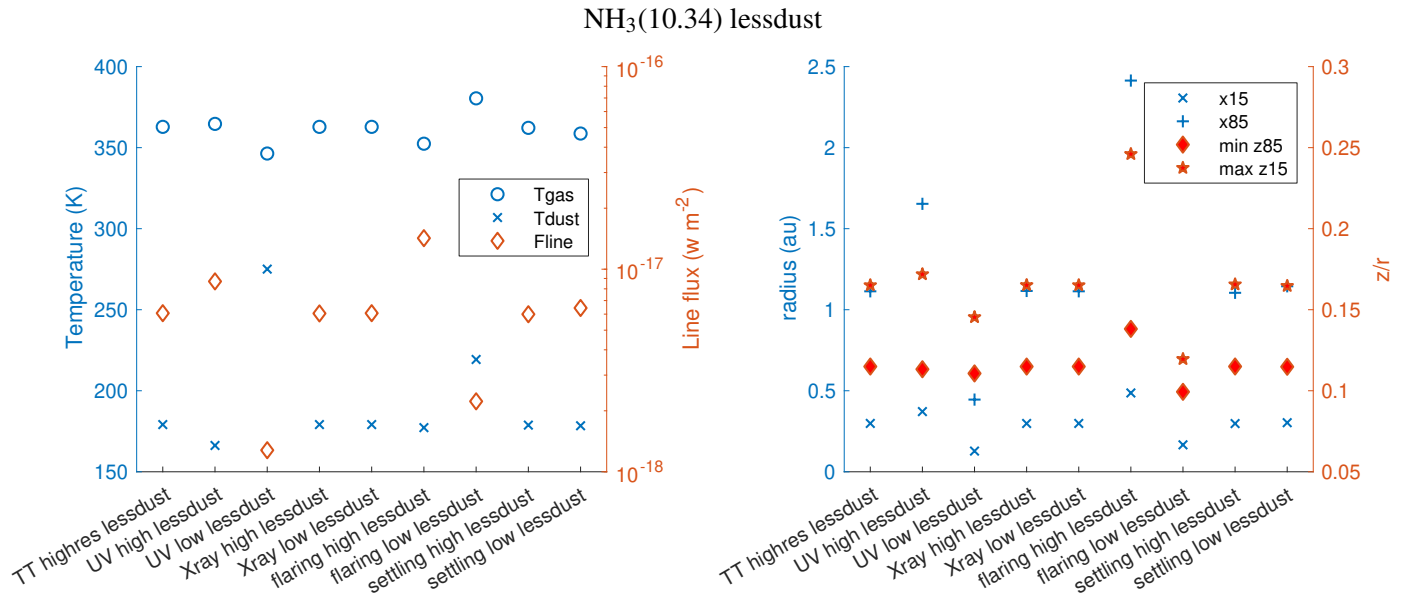 NH3(10.34) lessdust
400
350
300
250
200
150
Temperature (K)
10-16
10-17
10-18
Line flux (w m-2)
Tgas
Tdust
Fline
TT highres lessdust
UV high lessdust
UV low lessdust
Xray high lessdust
Xray low lessdust
flaring high lessdust
flaring low lessdust
settling high lessdust
settling low lessdust
2.5
2
1.5
1
0.5
0
radius (au)
0.3
0.25
0.2
0.15
0.1
0.05
z/r
x15
x85
min z85
max z15
TT highres lessdust
UV high lessdust
UV low lessdust
Xray high lessdust
Xray low lessdust
flaring high lessdust
flaring low lessdust
settling high lessdust
settling low lessdust